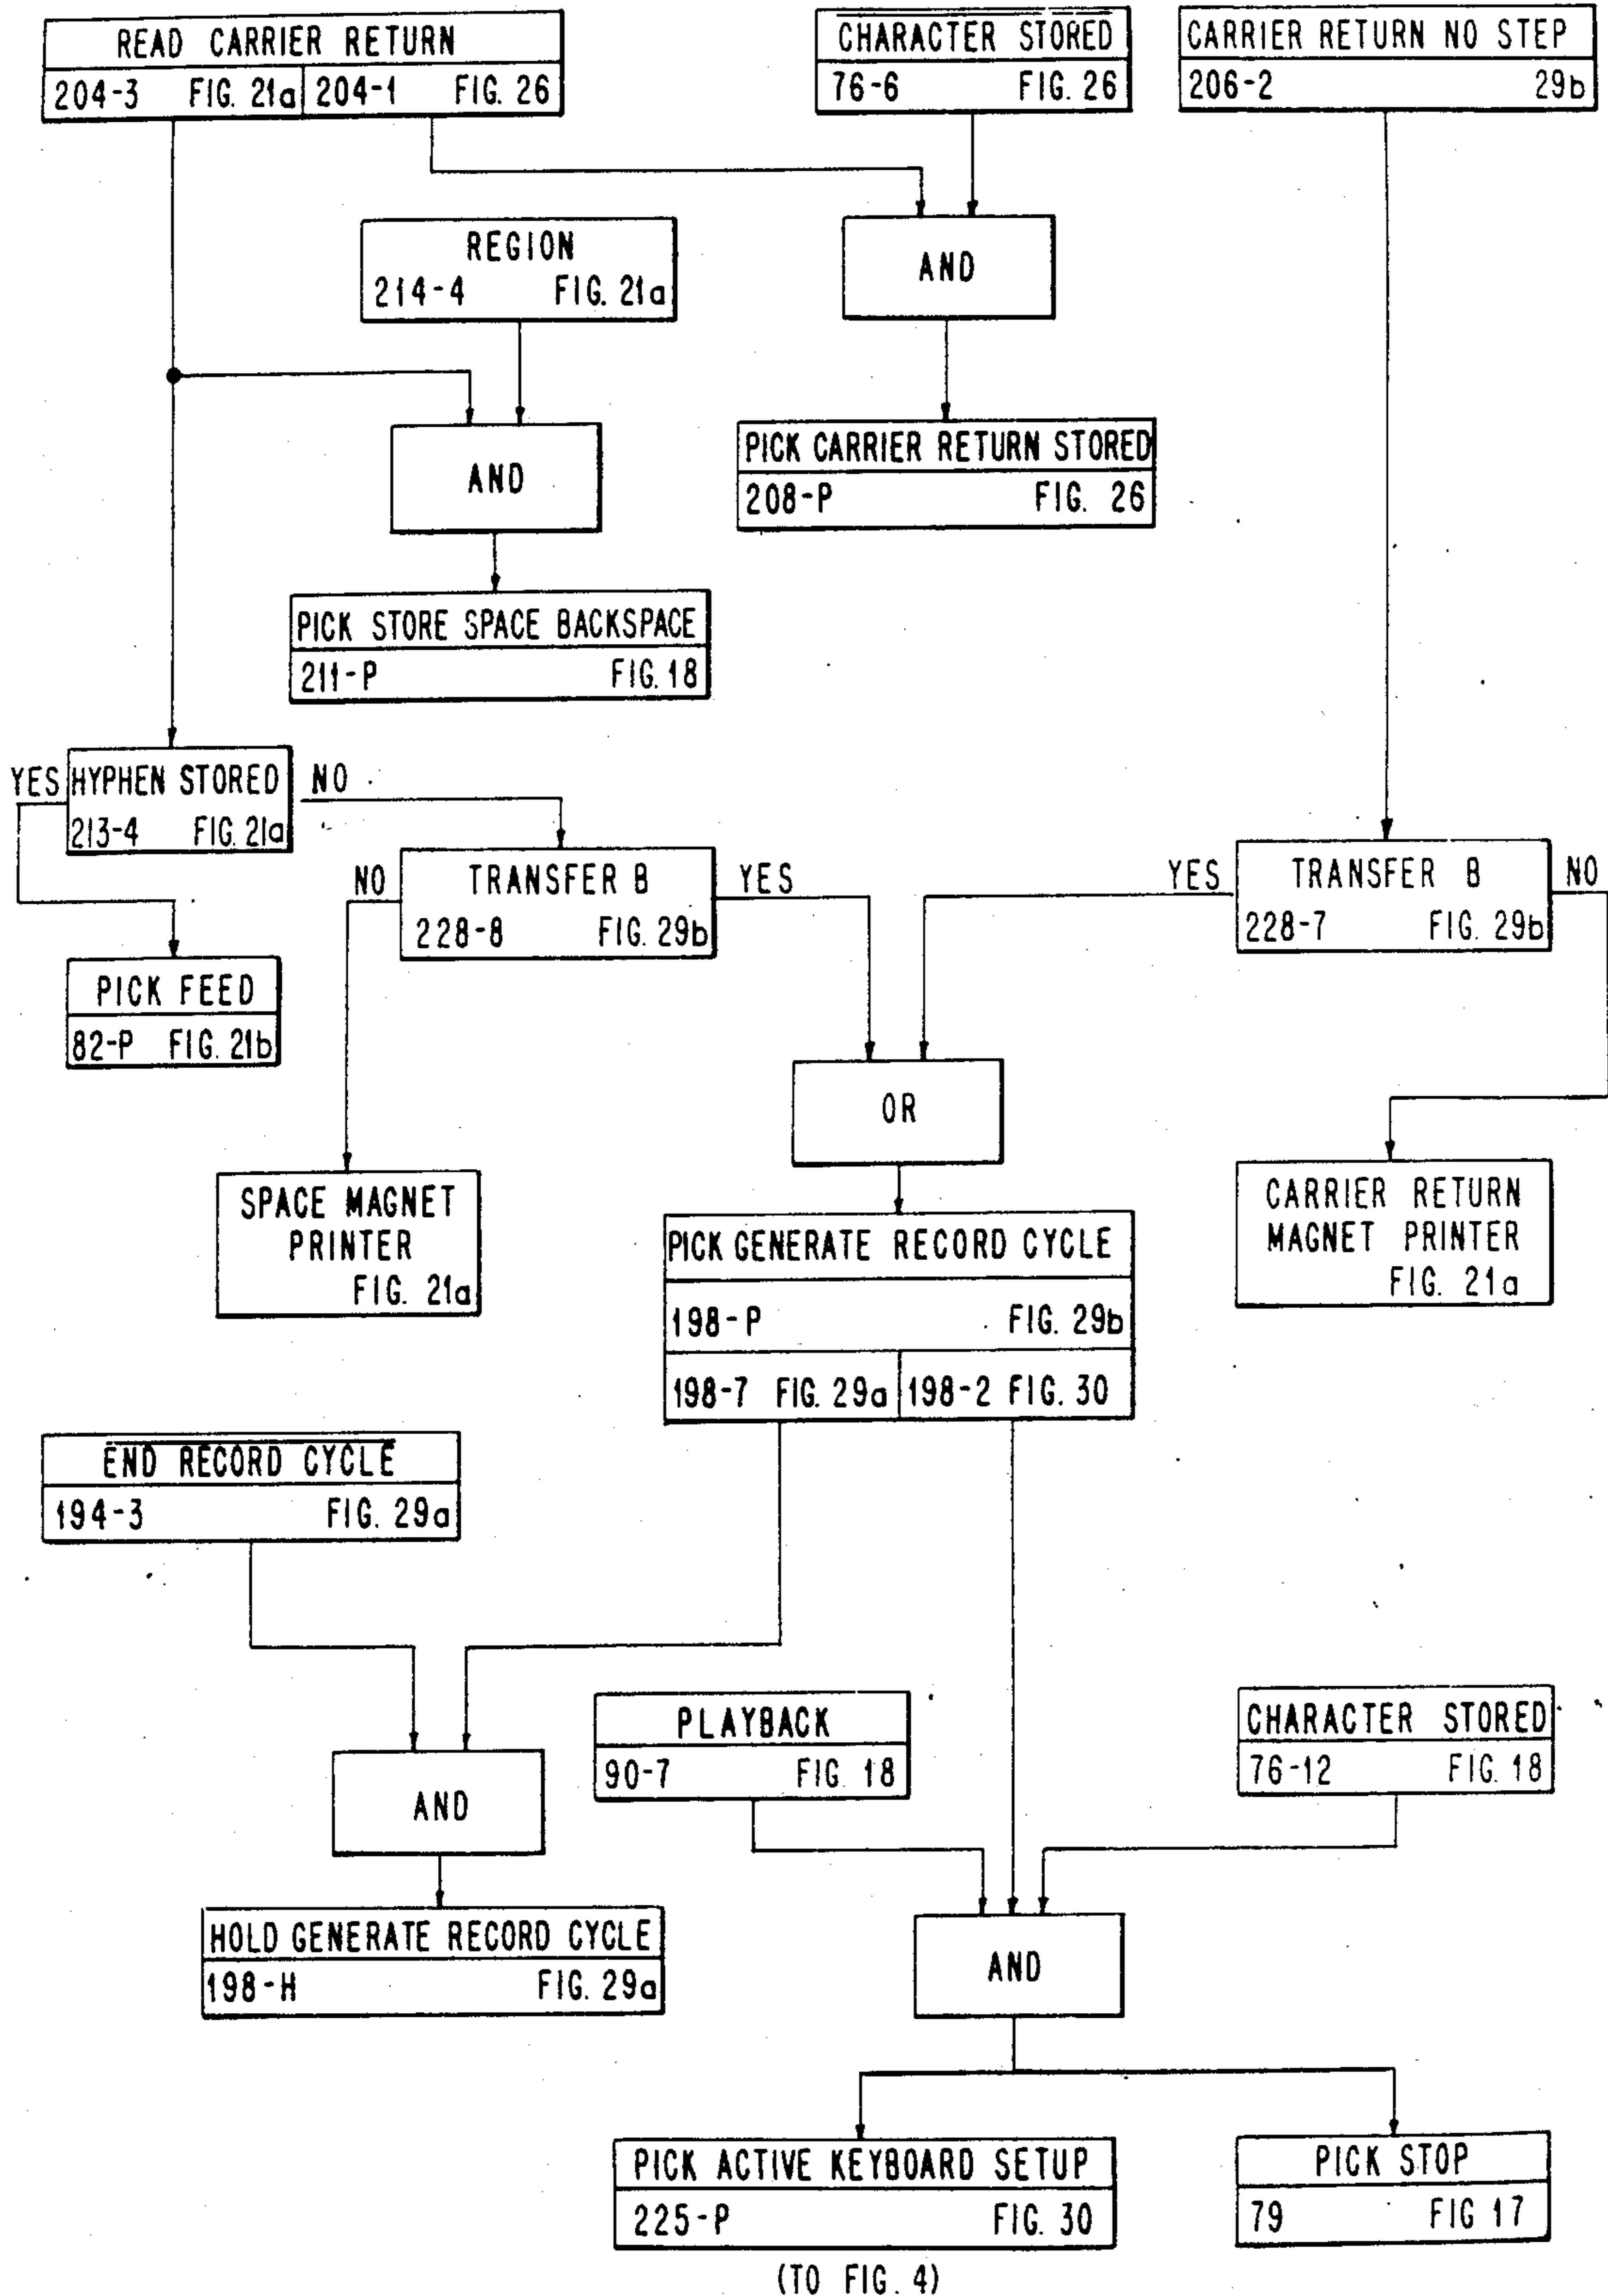 READ CARRIER RETURN
204-3 FIG. 21a 204-1 FIG. 26
CHARACTER STORED
76-6 FIG. 26
CARRIER RETURN NO STEP
206-2 29b
REGION
214-4 FIG. 21a
AND
AND
PICK CARRIER RETURN STORED
208-P FIG. 26
PICK STORE SPACE BACKSPACE
211-P FIG. 18
YES
HYPHEN STORED
213-4 FIG. 21a
NO
NO
TRANSFER B
228-8 FIG. 29b
YES
YES
TRANSFER B
228-7 FIG. 29b
NO
PICK FEED
82-P FIG. 21b
OR
SPACE MAGNET
PRINTER
FIG. 21a
CARRIER RETURN
MAGNET PRINTER
FIG. 21a
PICK GENERATE RECORD CYCLE
198-P FIG. 29b
198-7 FIG. 29a 198-2 FIG. 30
END RECORD CYCLE
194-3 FIG. 29a
PLAYBACK
90-7 FIG. 18
CHARACTER STORED
76-12 FIG. 18
AND
HOLD GENERATE RECORD CYCLE
198-H FIG. 29a
AND
PICK ACTIVE KEYBOARD SETUP
225-P FIG. 30
PICK STOP
79 FIG 17
(TO FIG. 4)